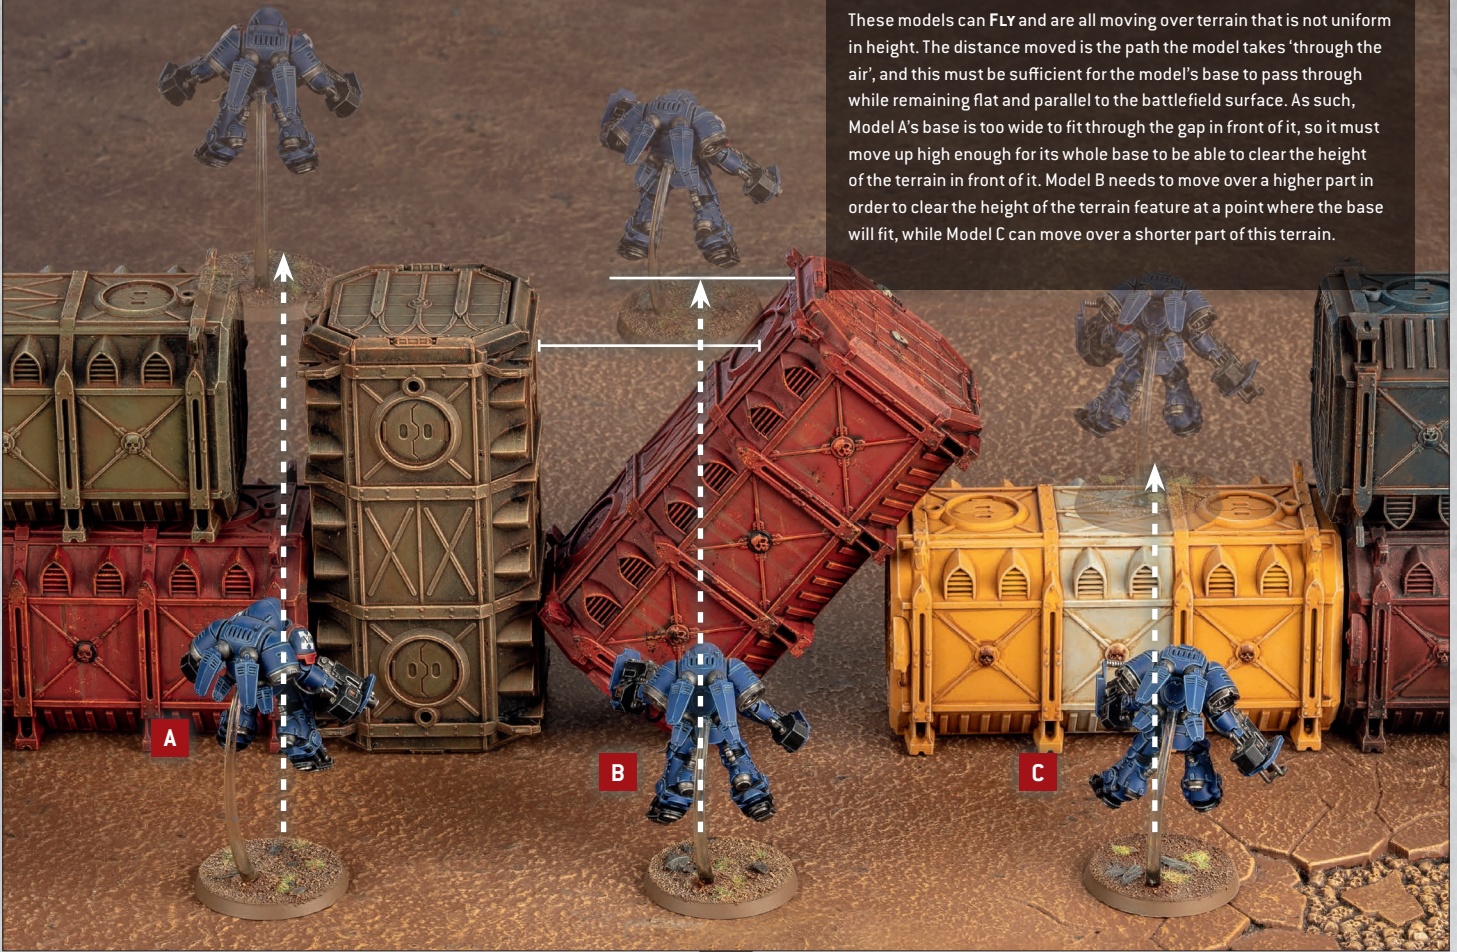 These models can FLY and are all moving over terrain that is not uniform
in height. The distance moved is the path the model takes ‘through the
air’, and this must be sufficient for the model’s base to pass through
while remaining flat and parallel to the battlefield surface. As such,
Model A’s base is too wide to fit through the gap in front of it, so it must
move up high enough for its whole base to be able to clear the height
of the terrain in front of it. Model B needs to move over a higher part in
order to clear the height of the terrain feature at a point where the base
will fit, while Model C can move over a shorter part of this terrain.
A
B
C